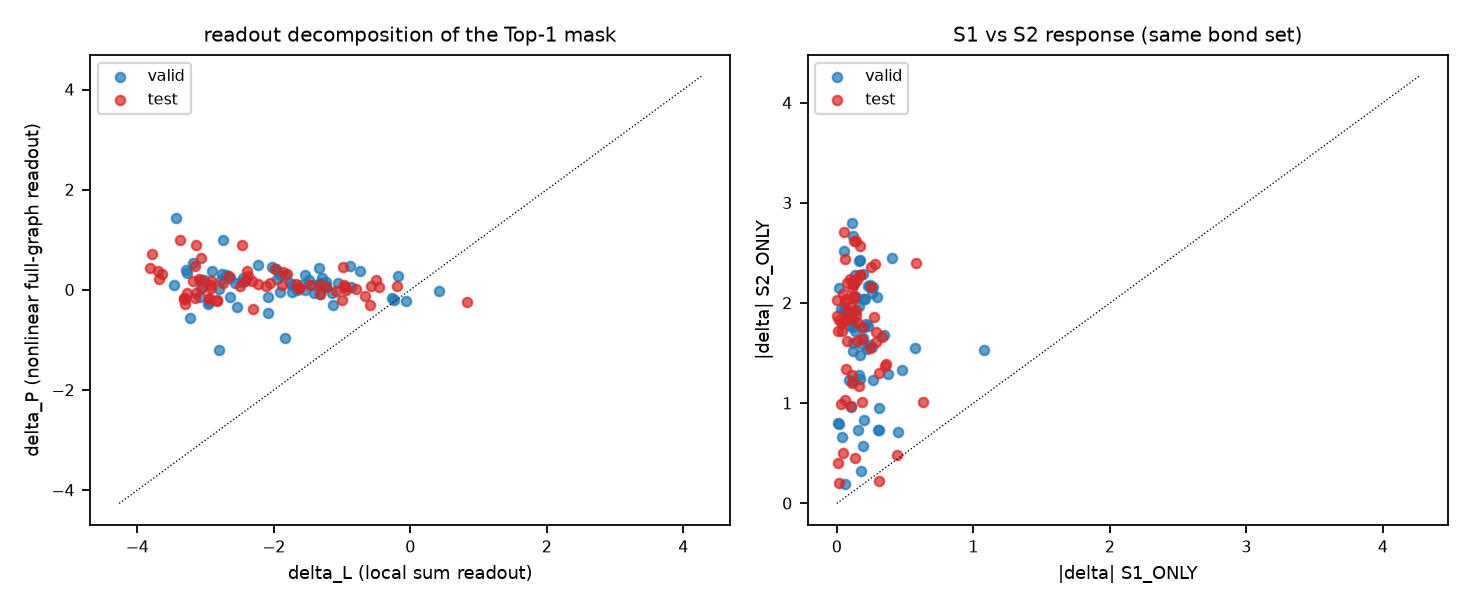 readout decomposition of the Top-1 mask
valid
test
4
2
0
−2
−4
delta_P (nonlinear full-graph readout)
−4
−2
0
2
4
delta_L (local sum readout)
S1 vs S2 response (same bond set)
valid
test
4
3
2
1
0
|delta| S2_ONLY
0
1
2
3
4
|delta| S1_ONLY